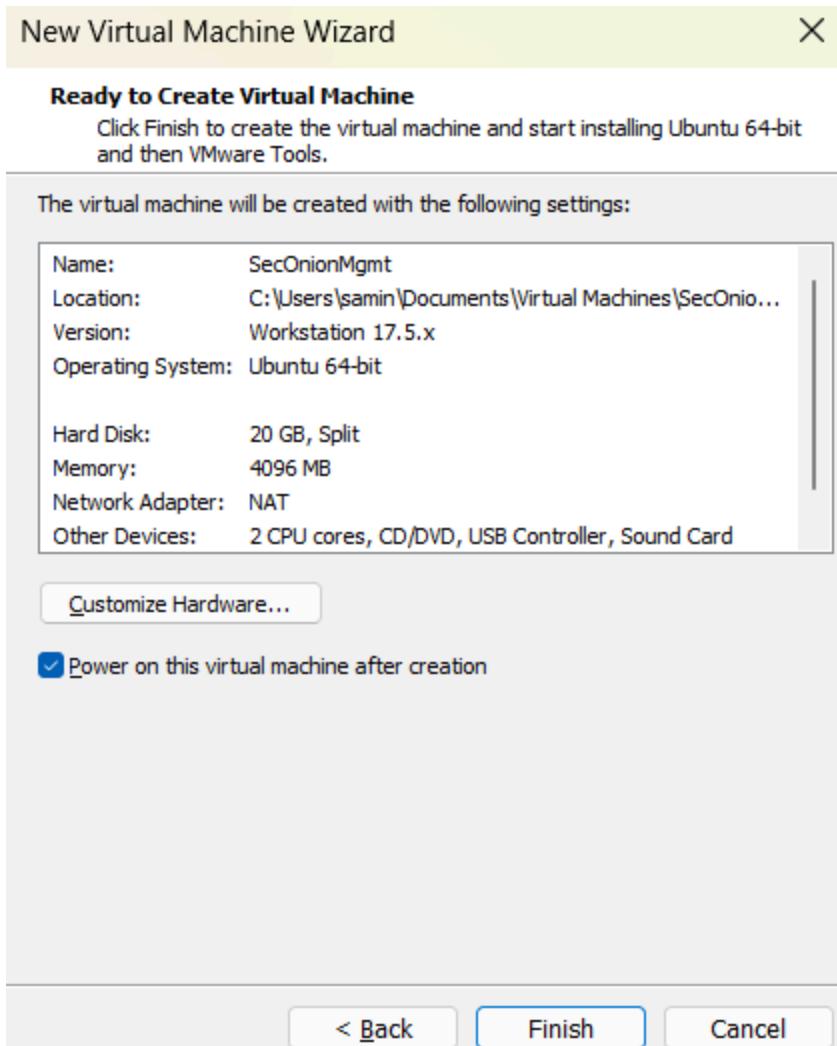 New Virtual Machine Wizard
Ready to Create Virtual Machine
Click Finish to create the virtual machine and start installing Ubuntu 64-bit
and then VMware Tools.
The virtual machine will be created with the following settings:
Name: SecOnionMgmt
Location: C:\Users\samin\Documents\Virtual Machines\SecOnio...
Version: Workstation 17.5.x
Operating System: Ubuntu 64-bit
Hard Disk: 20 GB, Split
Memory: 4096 MB
Network Adapter: NAT
Other Devices: 2 CPU cores, CD/DVD, USB Controller, Sound Card
Customize Hardware...
Power on this virtual machine after creation
< Back Finish Cancel